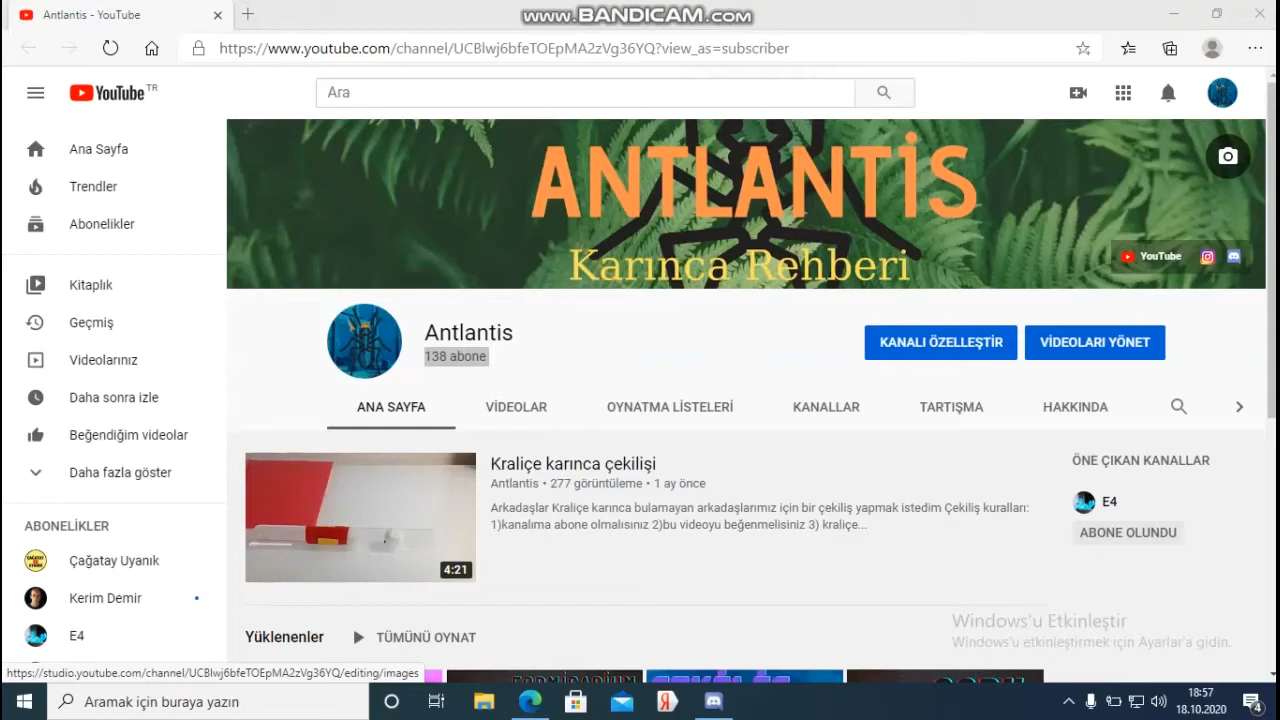 Antlantis - YouTube
WWW.BANDICAM.COM
https://www.youtube.com/channel/UCBlwj6bfeTOEpMA2zVg36YQ?view_as=subscriber
YouTube TR
Ara
Ana Sayfa
Trendler
Abonelikler
Kitaplık
Geçmiş
Videolarınız
Daha sonra izle
Beğendiğim videolar
Daha fazla göster
ABONELİKLER
Çağatay Uyanık
Kerim Demir
E4
ANTLANTİS
Karınca Rehberi
YouTube
Antlantis
138 abone
KANALI ÖZELLEŞTİR
VİDEOLARI YÖNET
ANA SAYFA
VİDEOLAR
OYNATMA LİSTELERİ
KANALLAR
TARTIŞMA
HAKKINDA
Kraliçe karınca çekilişi
Antlantis • 277 görüntüleme • 1 ay önce
Arkadaşlar Kraliçe karınca bulamayan arkadaşlarımız için bir çekiliş yapmak istedim Çekiliş kuralları:
1)kanalıma abone olmalısınız 2)bu videoyu beğenmelisiniz 3) kraliçe...
4:21
ÖNE ÇIKAN KANALLAR
E4
ABONE OLUNDU
Yüklenenler
TÜMÜNÜ OYNAT
Windows'u Etkinleştir
Windows'u etkinleştirmek için Ayarlar'a gidin.
https://studio.youtube.com/channel/UCBlwj6bfeTOEpMA2zVg36YQ/editing/images
Aramak için buraya yazın
18:57
18.10.2020
4